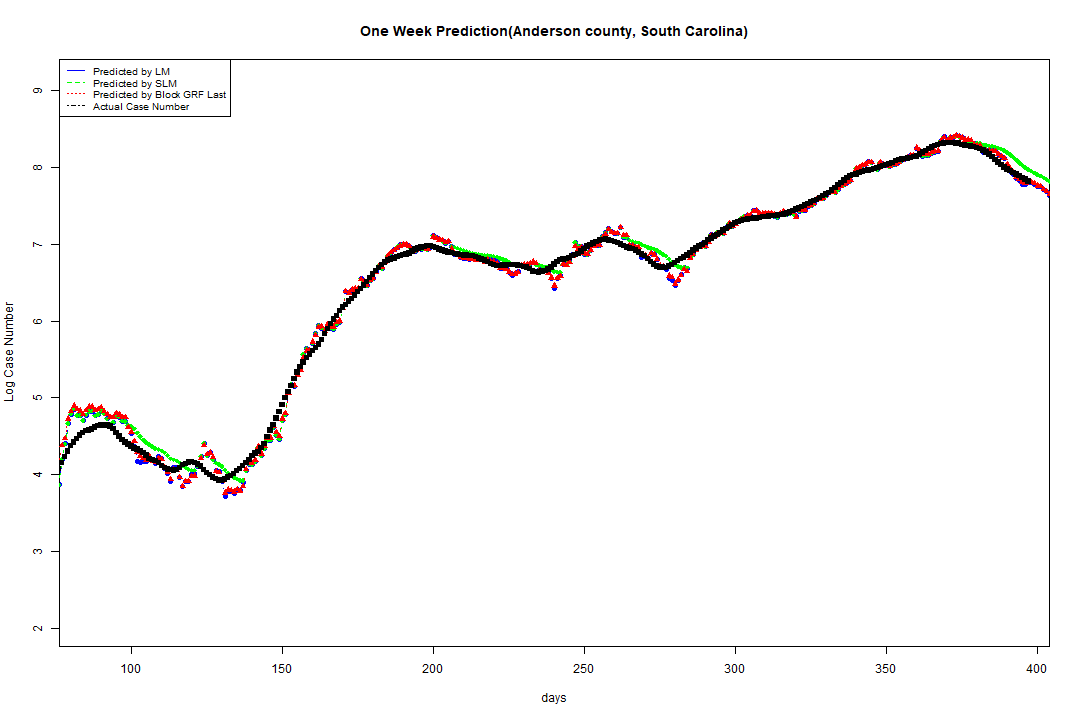 One Week Prediction(Anderson county, South Carolina)
Predicted by LM
Predicted by SLM
Predicted by Block GRF Last
Actual Case Number
9
8
7
6
5
4
3
2
Log Case Number
100 150 200 250 300 350 400
days